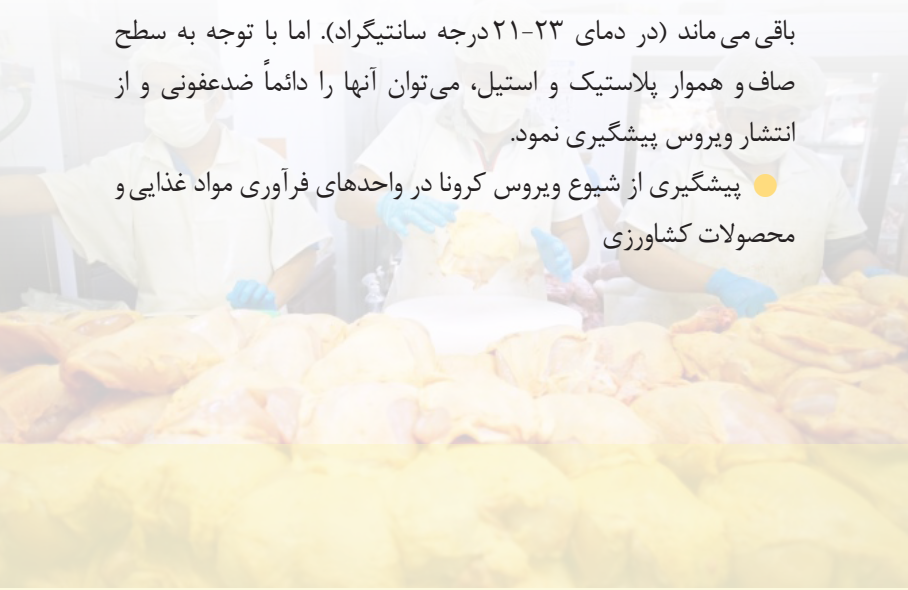 باقی می ماند (در دمای ۲۳-۲۱ درجه سانتیگراد). اما با توجه به سطح
صاف و هموار پلاستیک و استیل، می‌توان آنها را دائماً ضدعفونی و از
انتشار ویروس پیشگیری نمود.
پیشگیری از شیوع ویروس کرونا در واحدهای فرآوری مواد غذایی و
محصولات کشاورزی